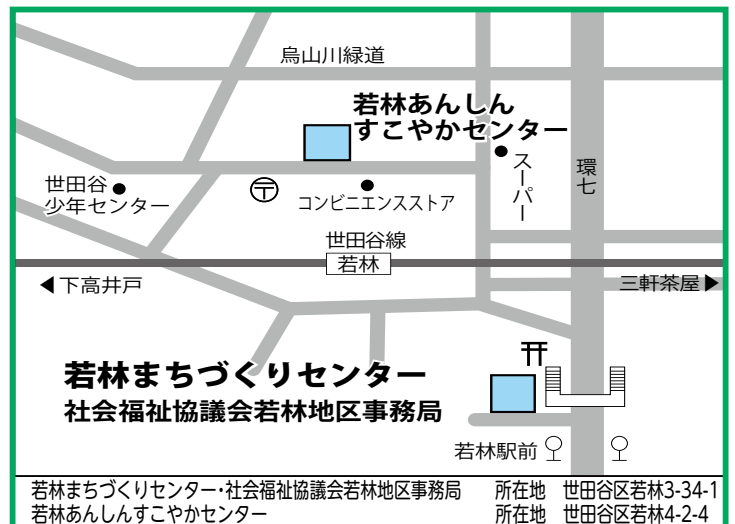 烏山川緑道
若林あんしん
すこやかセンター
スーパー
環七
世田谷
少年センター
〒
コンビニエンスストア
世田谷線
若林
◀下高井戸
三軒茶屋▶
若林まちづくりセンター
社会福祉協議会若林地区事務局
若林駅前
若林まちづくりセンター・社会福祉協議会若林地区事務局 所在地 世田谷区若林3-34-1
若林あんしんすこやかセンター 所在地 世田谷区若林4-2-4